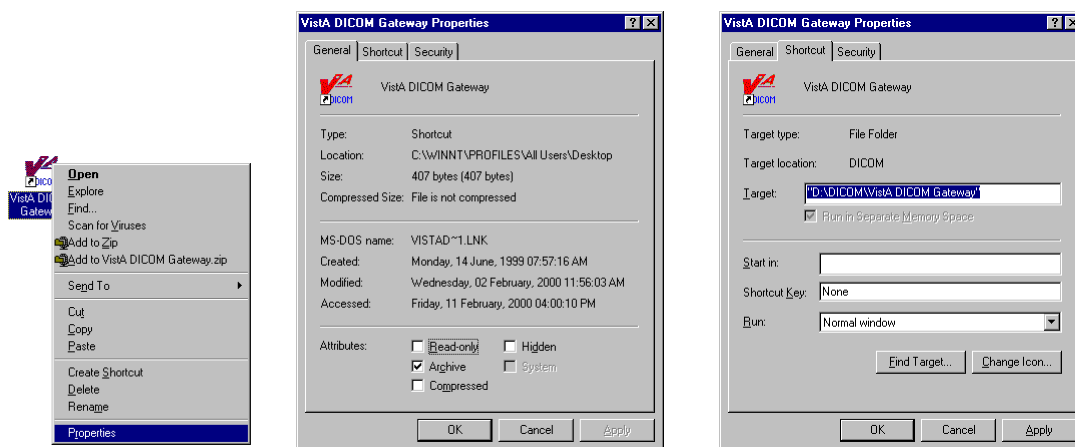 VistA DICOM Gateway Properties
General
Shortcut
Security
VistA DICOM Gateway
Type: Shortcut
Location: C:\WINNT\PROFILES\All Users\Desktop
Size: 407 bytes (407 bytes)
Compressed Size: File is not compressed
MS-DOS name: VISTAD~1.LNK
Created: Monday, 14 June, 1999 07:57:16 AM
Modified: Wednesday, 02 February, 2000 11:56:03 AM
Accessed: Friday, 11 February, 2000 04:00:10 PM
Attributes: Read-only Hidden
Archive System
Compressed
OK Cancel Apply
VistA DICOM Gateway Properties
General
Shortcut
Security
VistA DICOM Gateway
Target type: File Folder
Target location: DICOM
Target: "D:\DICOM\VistA DICOM Gateway"
Run in Separate Memory Space
Start in:
Shortcut Key: None
Run: Normal window
Find Target... Change Icon...
OK Cancel Apply
VistA DI
Gatew
Open
Explore
Find...
Scan for Viruses
Add to Zip
Add to VistA DICOM Gateway.zip
Send To
Cut
Copy
Paste
Create Shortcut
Delete
Rename
Properties
DICOM
DICOM